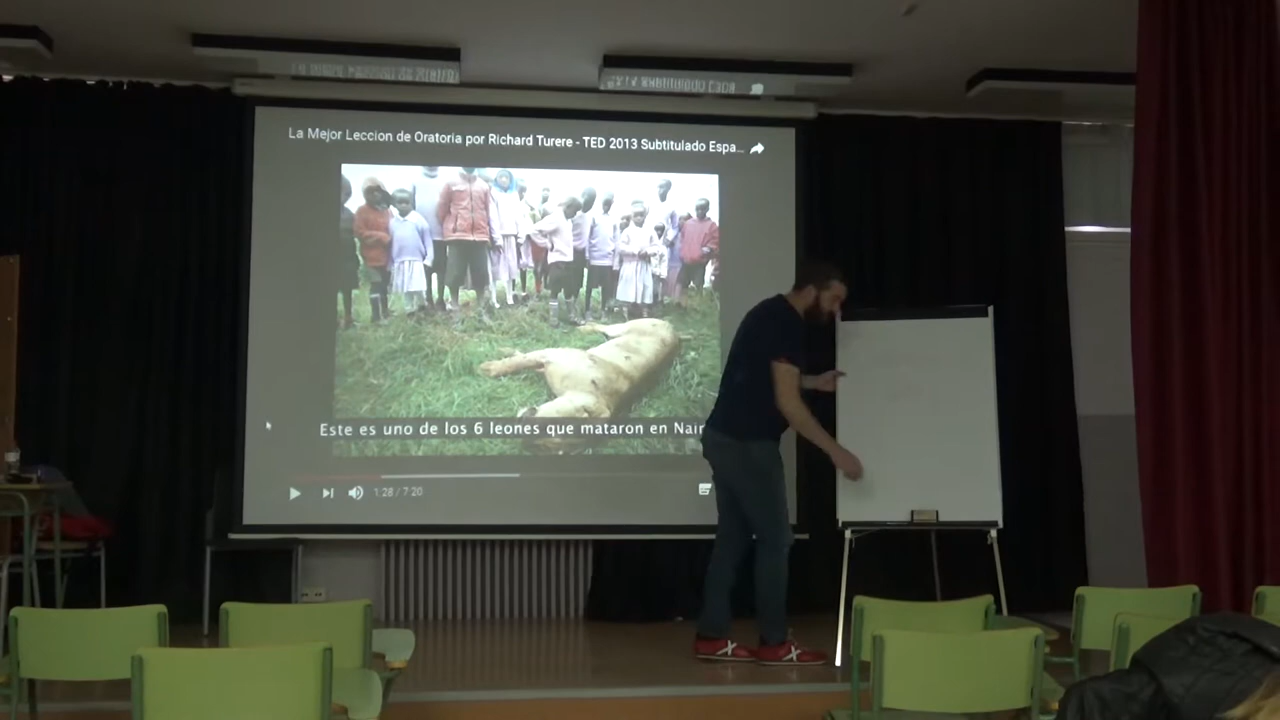 La Mejor Leccion de Oratoria por Richard Turere - TED 2013 Subtitulado Espa...
Este es uno de los 6 leones que mataron en
1:28 / 7:20